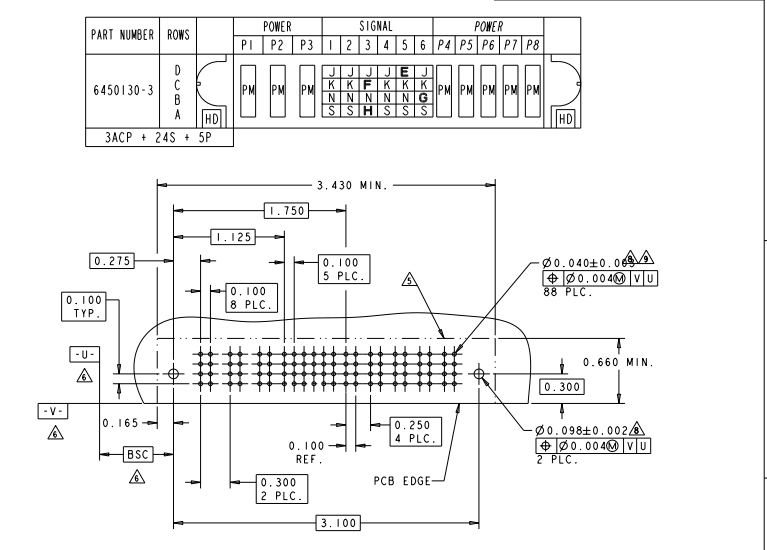 PART NUMBER ROWS POWER SIGNAL POWER
P1 P2 P3 1 2 3 4 5 6 P4 P5 P6 P7 P8
6450130-3
D
C
B
A
HD
PM PM PM
J J J J E J
K K F K K K
N N N N N G
S S H S S S
PM PM PM PM PM
HD
3ACP + 24S + 5P
3.430 MIN.
1.750
1.125
0.275
0.100
5 PLC.
0.100
8 PLC.
0.100
TYP.
5
Ø0.040±0.003
8 9
Ø0.004 M V U
88 PLC.
-U-
6
0.660 MIN.
0.300
-V-
6
0.165
0.250
4 PLC.
0.100
REF.
Ø0.098±0.002 8
Ø0.004 M V U
2 PLC.
BSC
6
0.300
2 PLC.
PCB EDGE
3.100